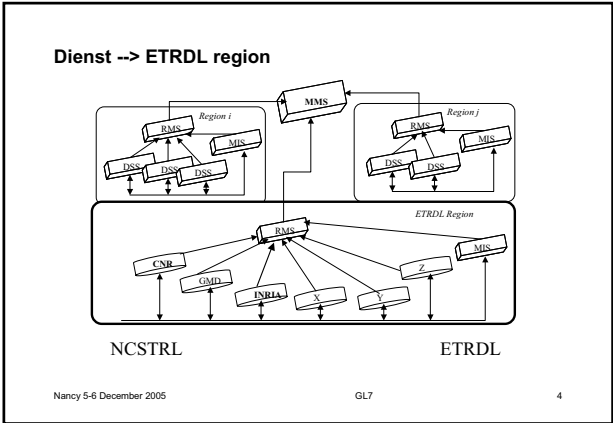 Dienst --> ETRDL region
MMS
Region i
RMS
MIS
DSS
DSS
DSS
Region j
RMS
MIS
DSS
DSS
ETRDL Region
RMS
MIS
CNR
GMD
INRIA
X
Y
Z
NCSTRL
ETRDL
Nancy 5-6 December 2005
GL7
4